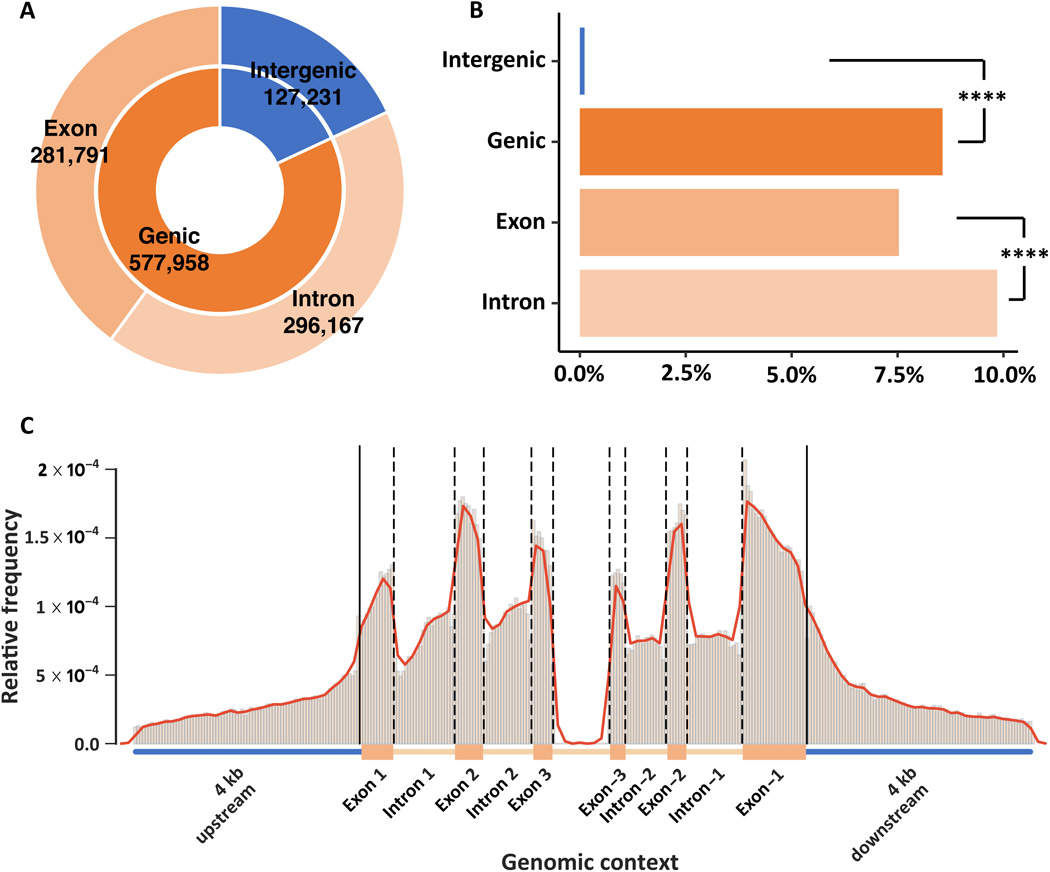 A
Intergenic
127,231
Exon
281,791
Genic
577,958
Intron
296,167
B
Intergenic
Genic
Exon
Intron
****
****
0.0% 2.5% 5.0% 7.5% 10.0%
C
Relative frequency
2 × 10⁻⁴
1.5 × 10⁻⁴
1 × 10⁻⁴
5 × 10⁻⁴
0.0
4 kb
upstream
Exon 1
Intron 1
Exon 2
Intron 2
Exon 3
Exon−3
Intron−2
Exon−2
Intron−1
Exon−1
4 kb
downstream
Genomic context